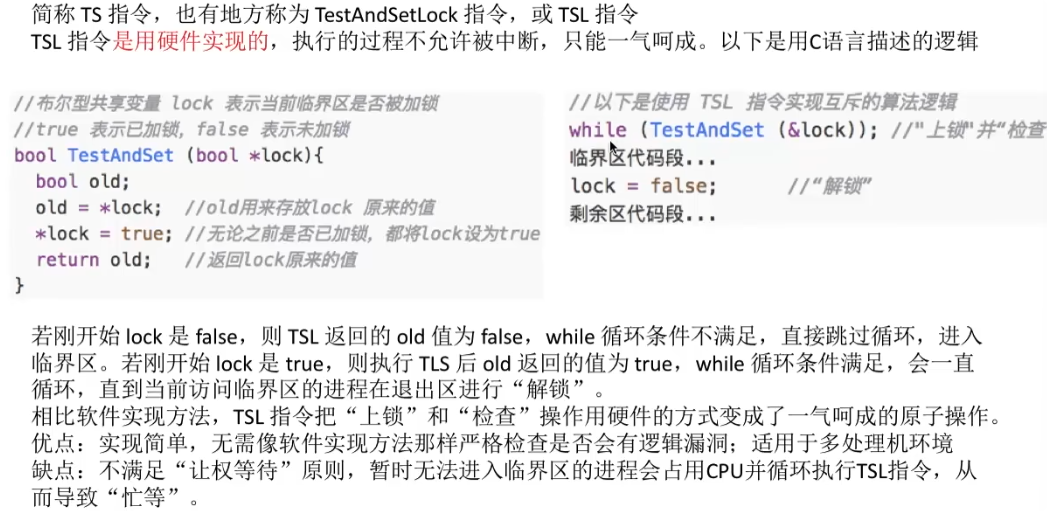 简称 TS 指令，也有地方称为 TestAndSetLock 指令，或 TSL 指令
TSL 指令是用硬件实现的，执行的过程不允许被中断，只能一气呵成。以下是用C语言描述的逻辑
//布尔型共享变量 lock 表示当前临界区是否被加锁
//true 表示已加锁，false 表示未加锁
bool TestAndSet (bool *lock){
bool old;
old = *lock; //old用来存放lock 原来的值
*lock = true; //无论之前是否已加锁，都将lock设为true
return old; //返回lock原来的值
}
//以下是使用 TSL 指令实现互斥的算法逻辑
while (TestAndSet (&lock)); //"上锁"并“检查
临界区代码段...
lock = false; //“解锁”
剩余区代码段...
若刚开始 lock 是 false，则 TSL 返回的 old 值为 false，while 循环条件不满足，直接跳过循环，进入
临界区。若刚开始 lock 是 true，则执行 TLS 后 old 返回的值为 true，while 循环条件满足，会一直
循环，直到当前访问临界区的进程在退出区进行“解锁”。
相比软件实现方法，TSL 指令把“上锁”和“检查”操作用硬件的方式变成了一气呵成的原子操作。
优点：实现简单，无需像软件实现方法那样严格检查是否会有逻辑漏洞；适用于多处理机环境
缺点：不满足“让权等待”原则，暂时无法进入临界区的进程会占用CPU并循环执行TSL指令，从
而导致“忙等”。